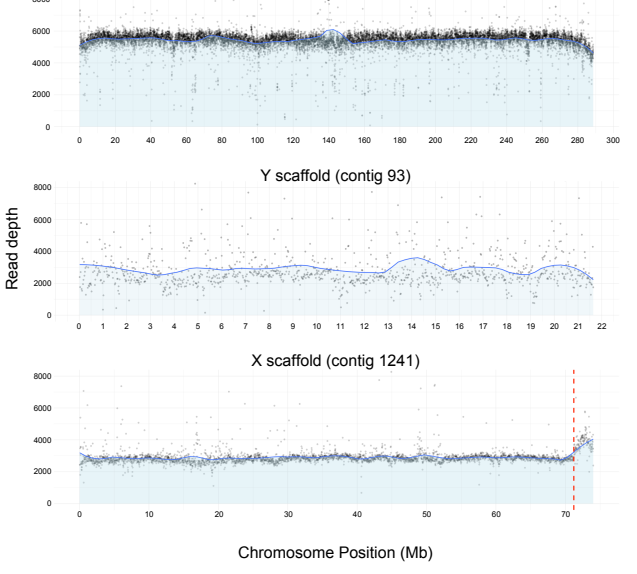 8000
6000
4000
2000
0
0 20 40 60 80 100 120 140 160 180 200 220 240 260 280 300
Y scaffold (contig 93)
Read depth
8000
6000
4000
2000
0
0 1 2 3 4 5 6 7 8 9 10 11 12 13 14 15 16 17 18 19 20 21 22
X scaffold (contig 1241)
8000
6000
4000
2000
0
0 10 20 30 40 50 60 70
Chromosome Position (Mb)